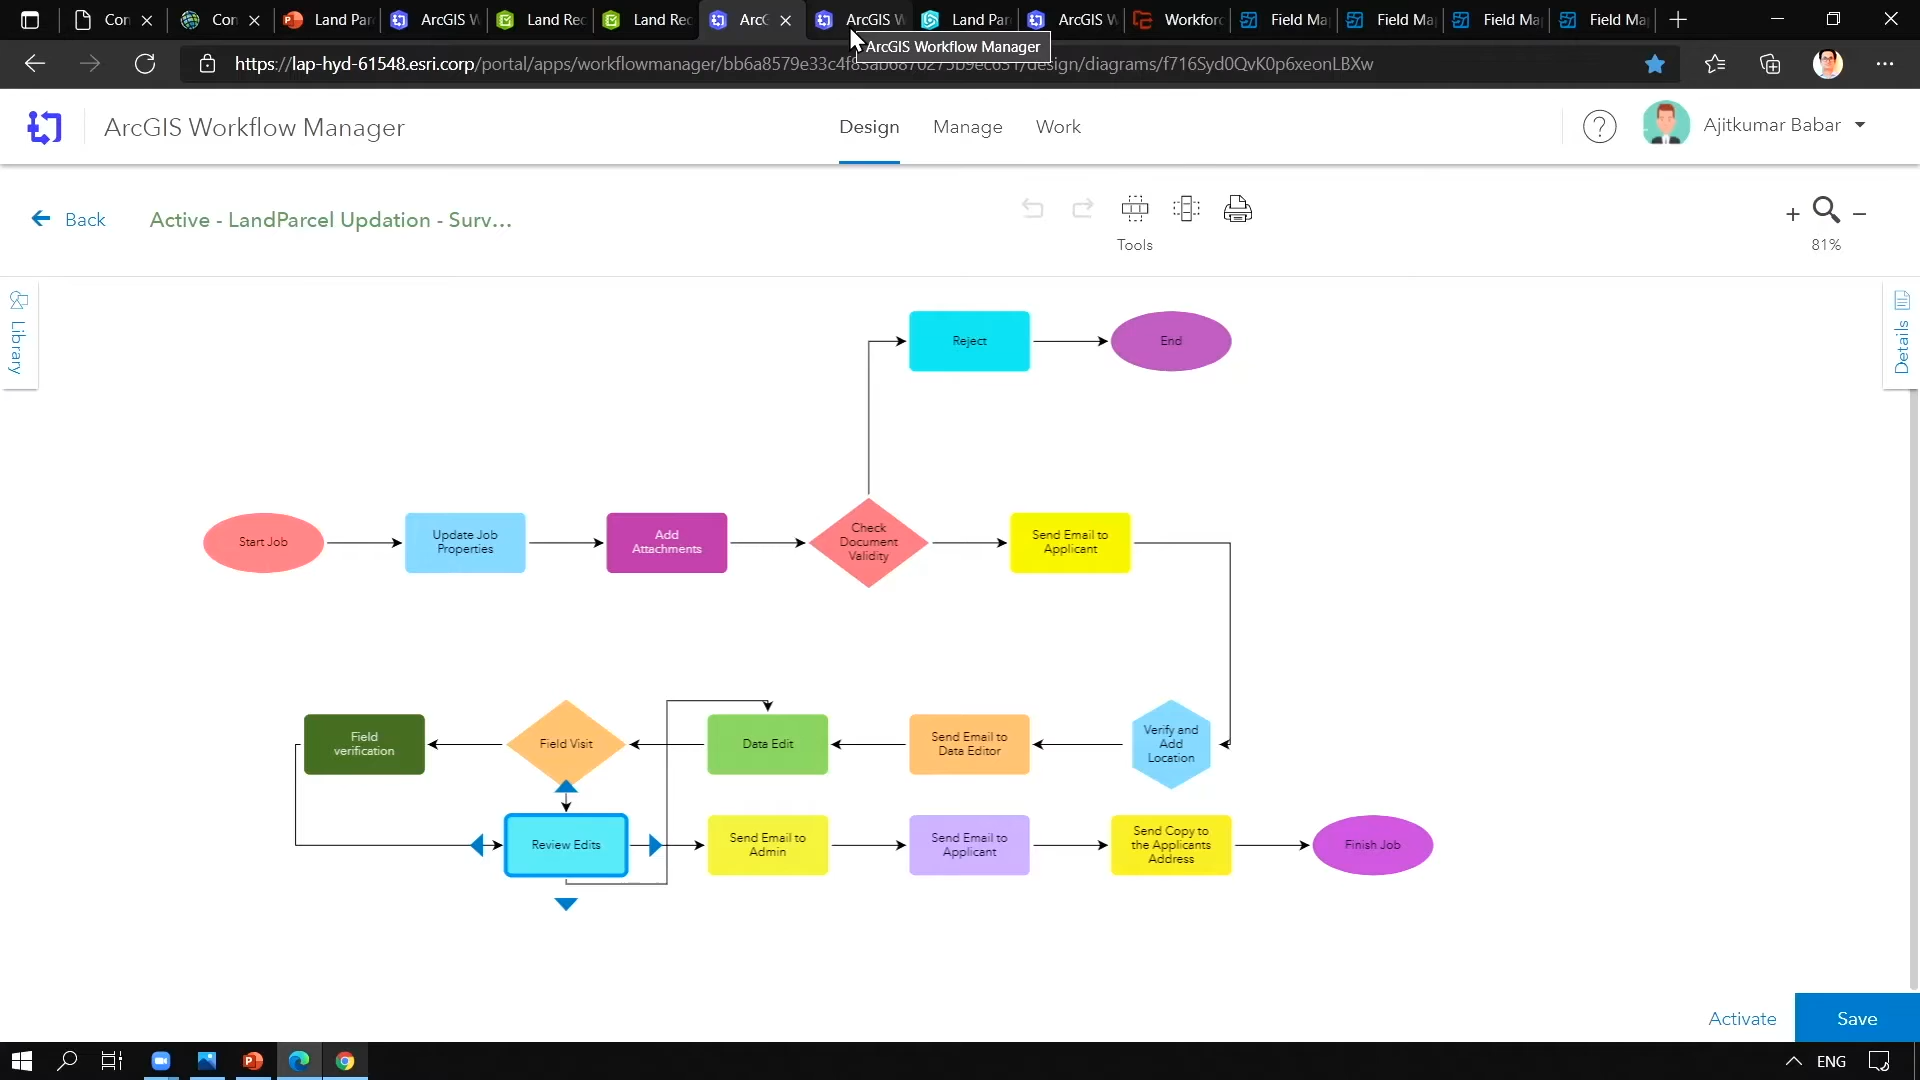 Con
Con
Land Par
ArcGIS W
Land Rec
Land Rec
ArcG
ArcGIS W
Land Par
ArcGIS W
Workforc
Field Ma
Field Ma
Field Ma
Field Ma
ArcGIS Workflow Manager
ArcGIS Workflow Manager
Design
Manage
Work
?
Ajitkumar Babar
Back
Active - LandParcel Updation - Surv...
Tools
81%
Library
Details
Reject
End
Start Job
Update Job
Properties
Add
Attachments
Check
Document
Validity
Send Email to
Applicant
Field
verification
Field Visit
Data Edit
Send Email to
Data Editor
Verify and
Add
Location
Review Edits
Send Email to
Admin
Send Email to
Applicant
Send Copy to
the Applicants
Address
Finish Job
Activate
Save
ENG